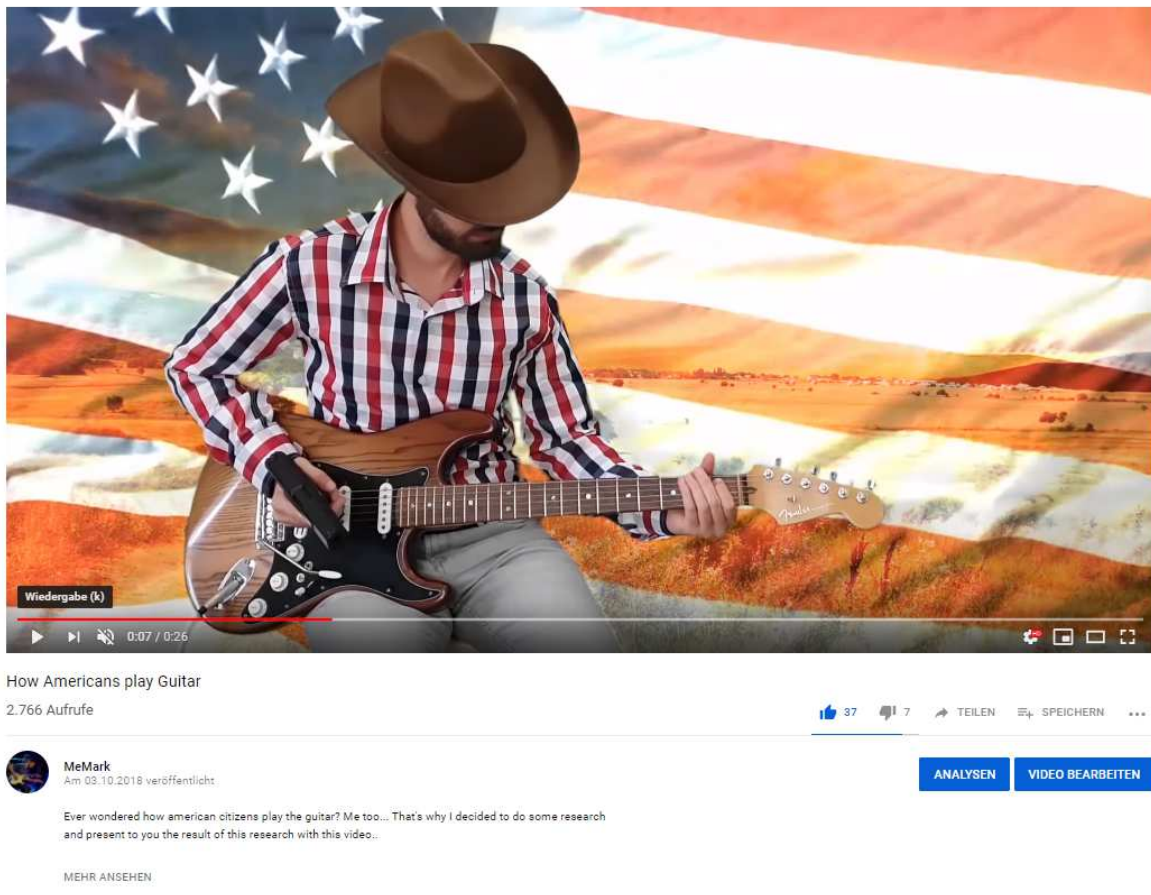 Fender
Wiedergabe (k)
0:07 / 0:26
HD
How Americans play Guitar
2.766 Aufrufe
37 7 TEILEN SPEICHERN
MeMark
Am 03.10.2018 veröffentlicht
ANALYSEN VIDEO BEARBEITEN
Ever wondered how american citizens play the guitar? Me too... That's why I decided to do some research
and present to you the result of this research with this video..
MEHR ANSEHEN